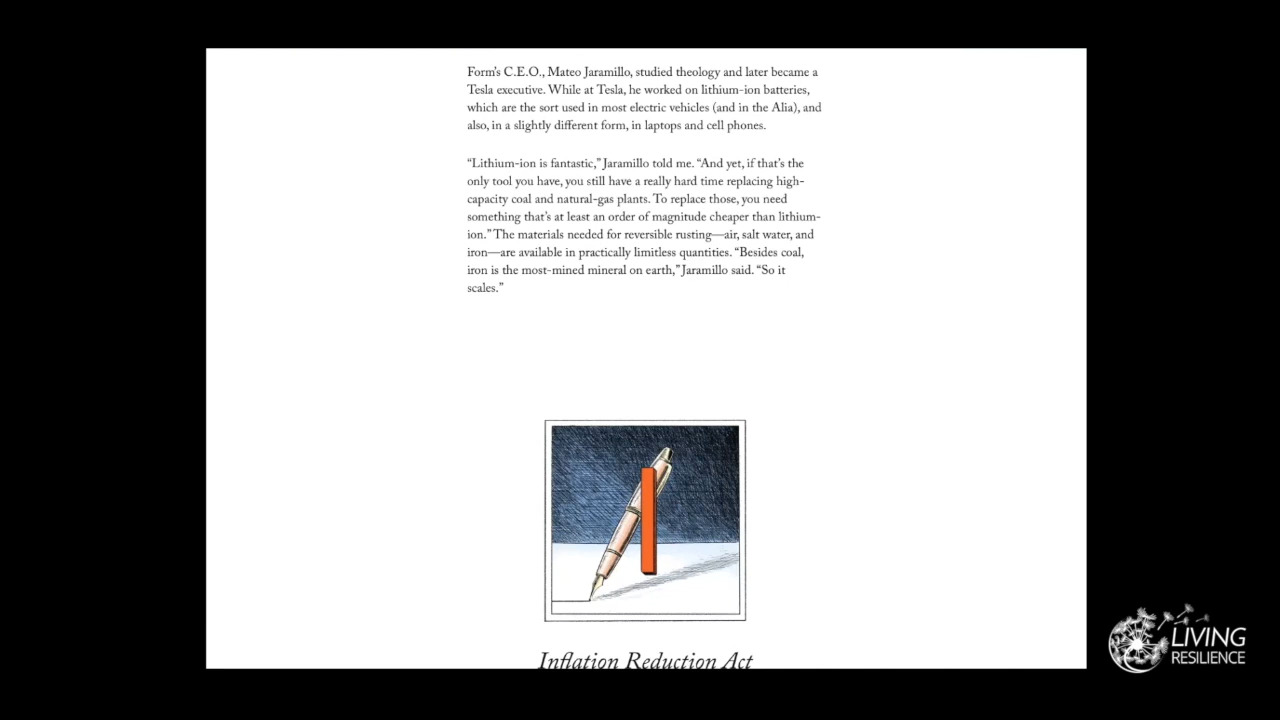 Form’s C.E.O., Mateo Jaramillo, studied theology and later became a
Tesla executive. While at Tesla, he worked on lithium-ion batteries,
which are the sort used in most electric vehicles (and in the Alia), and
also, in a slightly different form, in laptops and cell phones.
“Lithium-ion is fantastic,” Jaramillo told me. “And yet, if that’s the
only tool you have, you still have a really hard time replacing high-
capacity coal and natural-gas plants. To replace those, you need
something that’s at least an order of magnitude cheaper than lithium-
ion.” The materials needed for reversible rusting—air, salt water, and
iron—are available in practically limitless quantities. “Besides coal,
iron is the most-mined mineral on earth,” Jaramillo said. “So it
scales.”
I
Inflation Reduction Act
LIVING
RESILIENCE